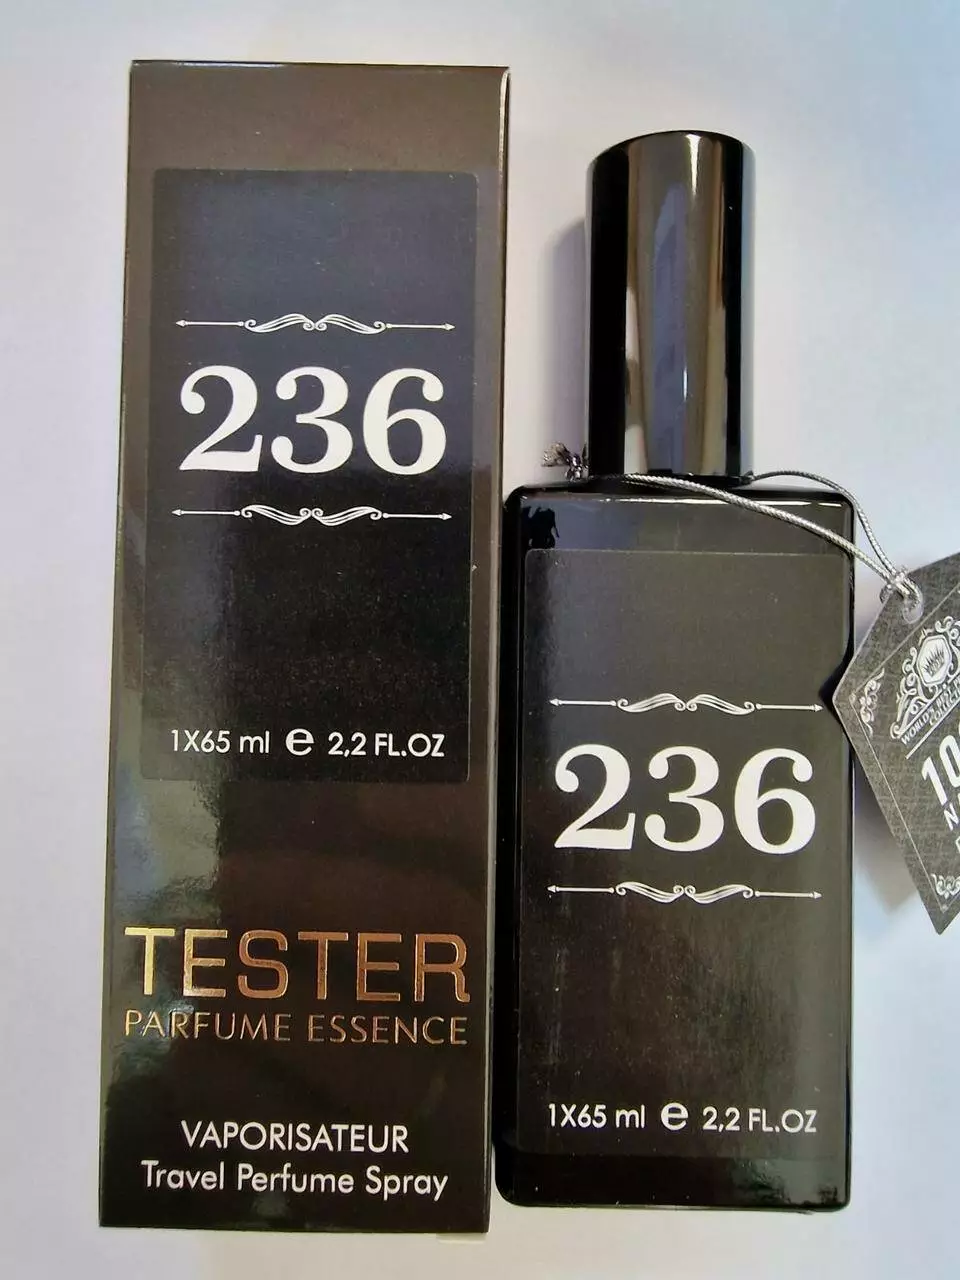 236
1X65 ml e 2,2 FL.OZ
TESTER
PARFUME ESSENCE
VAPORISATEUR
Travel Perfume Spray
236
1X65 ml e 2,2 FL.OZ
10